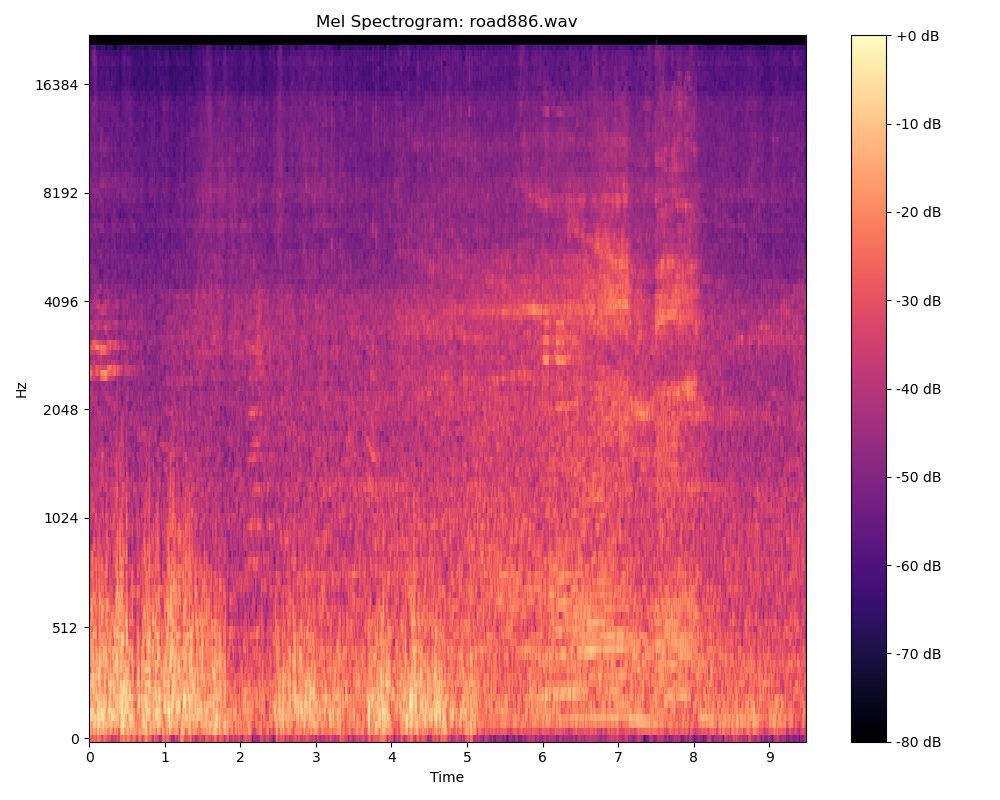 Mel Spectrogram: road886.wav
+0 dB
16384
-10 dB
8192
-20 dB
4096
-30 dB
Hz
2048
-40 dB
1024
-50 dB
512
-60 dB
0
-70 dB
-80 dB
0 1 2 3 4 5 6 7 8 9
Time